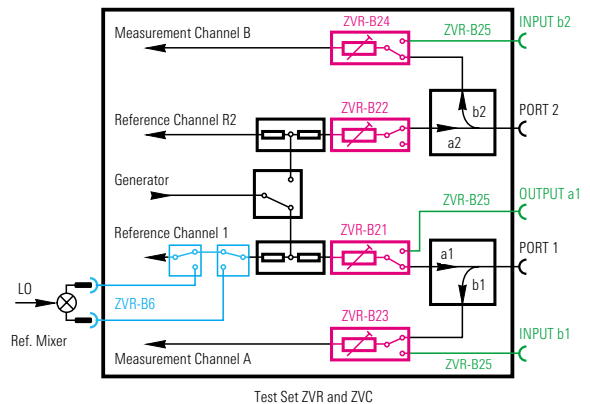 ZVR-B24
INPUT b2
Measurement Channel B
ZVR-B25
ZVR-B22
b2
PORT 2
Reference Channel R2
a2
Generator
ZVR-B25
OUTPUT a1
Reference Channel 1
ZVR-B21
a1
PORT 1
LO
ZVR-B6
b1
ZVR-B23
Ref. Mixer
INPUT b1
Measurement Channel A
ZVR-B25
Test Set ZVR and ZVC